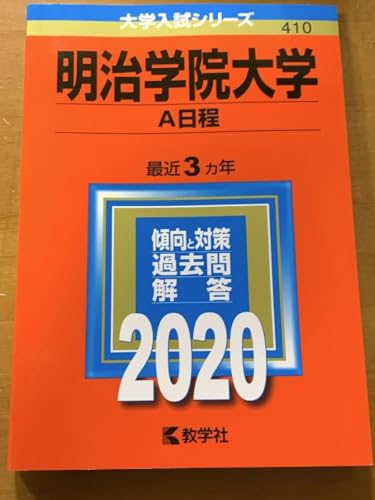 大学入試シリーズ
410
明治学院大学
A日程
最近3カ年
傾向と対策
過去問
解答
2020
教学社